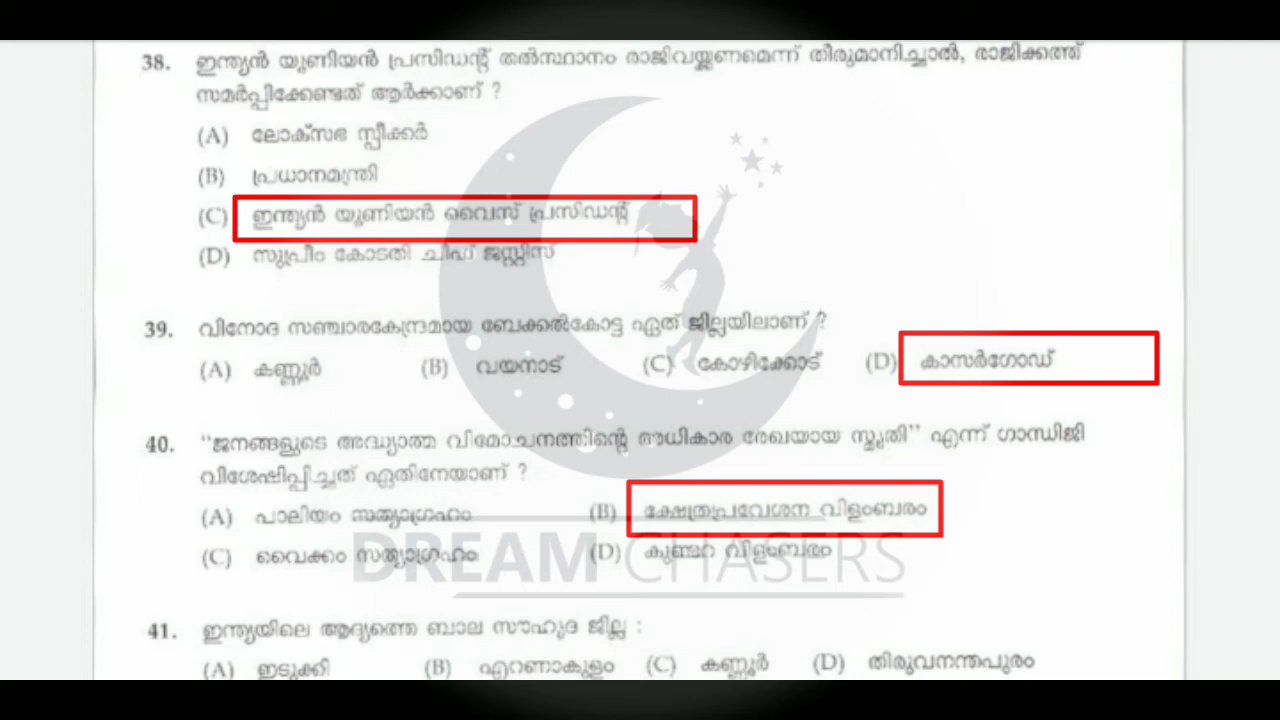 38. ഇന്ത്യൻ യൂണിയൻ പ്രസിഡന്റ് തൽസ്ഥാനം രാജിവയ്ക്കണമെന്ന് തീരുമാനിച്ചാൽ, രാജിക്കത്ത്
സമർപ്പിക്കേണ്ടത് ആർക്കാണ് ?
(A) ലോക്സഭ സ്പീക്കർ
(B) പ്രധാനമന്ത്രി
(C) ഇന്ത്യൻ യൂണിയൻ വൈസ് പ്രസിഡന്റ്
(D) സുപ്രീം കോടതി ചീഫ് ജസ്റ്റിസ്
39. വിനോദ സഞ്ചാരകേന്ദ്രമായ ബേക്കൽകോട്ട ഏത് ജില്ലയിലാണ് ?
(A) കണ്ണൂർ (B) വയനാട് (C) കോഴിക്കോട് (D) കാസർഗോഡ്
40. "ജനങ്ങളുടെ അദ്ധ്യാത്മ വിമോചനത്തിന്റെ അധികാര രേഖയായ സ്മൃതി" എന്ന് ഗാന്ധിജി
വിശേഷിപ്പിച്ചത് ഏതിനേയാണ് ?
(A) പാലിയം സത്യാഗ്രഹം (B) ക്ഷേത്രപ്രവേശന വിളംബരം
(C) വൈക്കം സത്യാഗ്രഹം (D) കുണ്ടറ വിളംബരം
DREAM CHASERS
41. ഇന്ത്യയിലെ ആദ്യത്തെ ബാല സൗഹൃദ ജില്ല :
(A) ഇടുക്കി (B) എറണാകുളം (C) കണ്ണൂർ (D) തിരുവനന്തപുരം